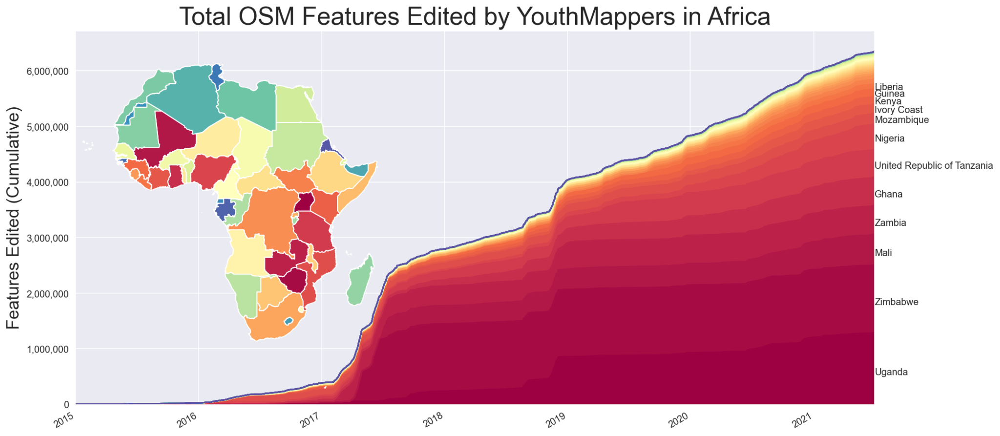 Total OSM Features Edited by YouthMappers in Africa
Features Edited (Cumulative)
6,000,000
5,000,000
4,000,000
3,000,000
2,000,000
1,000,000
0
2015
2016
2017
2018
2019
2020
2021
Liberia
Guinea
Kenya
Ivory Coast
Mozambique
Nigeria
United Republic of Tanzania
Ghana
Zambia
Mali
Zimbabwe
Uganda